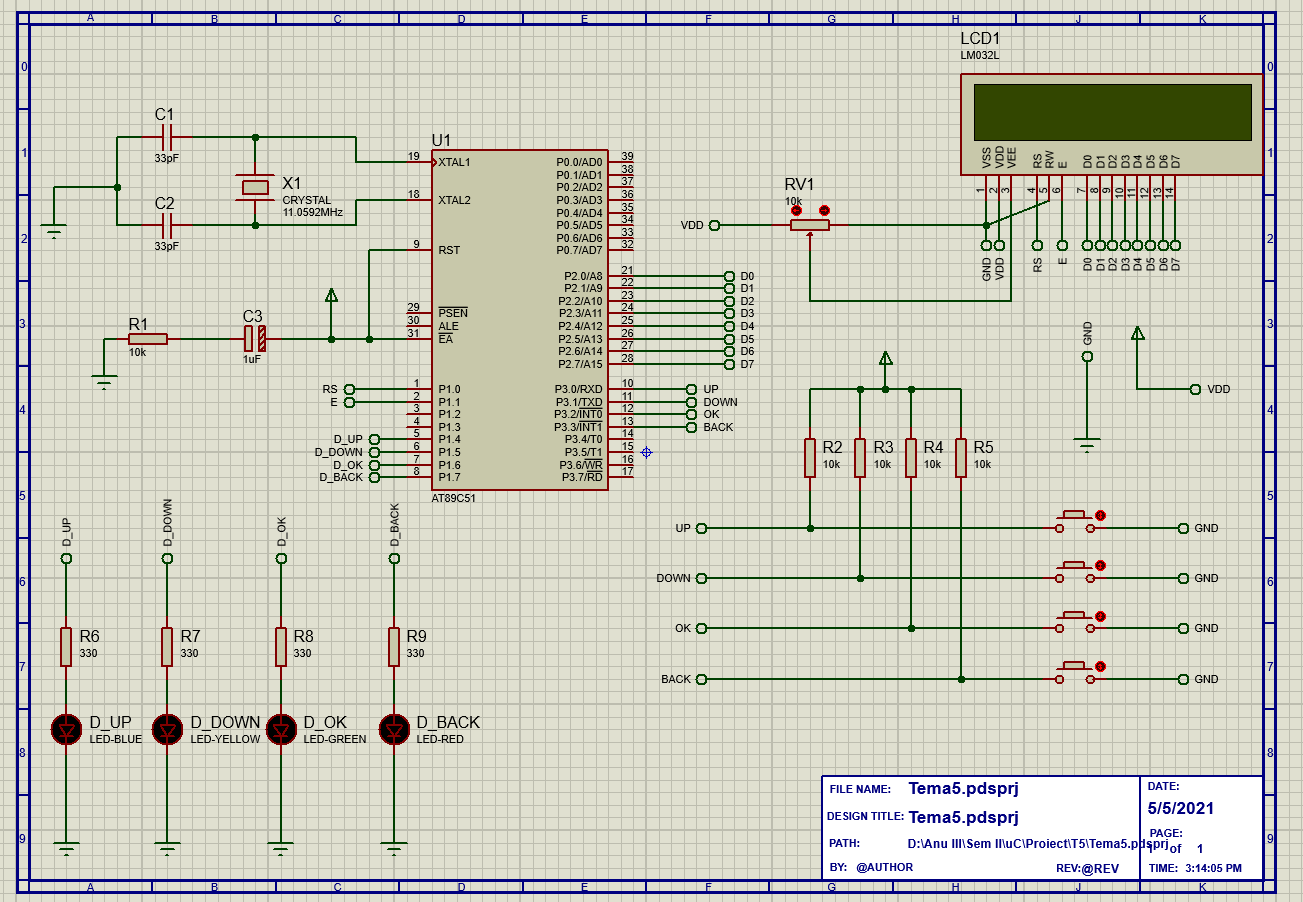 A B C D E F G H J K
0
1
2
3
4
5
6
7
8
9
0
1
2
3
4
5
6
7
8
9
A B C D E F G H J K
C1
33pF
C2
33pF
X1
CRYSTAL
11.0592MHz
R1
10k
C3
1uF
U1
19 XTAL1
18 XTAL2
9 RST
29 PSEN
30 ALE
31 EA
RS 1 P1.0
E 2 P1.1
3 P1.2
4 P1.3
D_UP 5 P1.4
D_DOWN 6 P1.5
D_OK 7 P1.6
D_BACK 8 P1.7
P0.0/AD0 39
P0.1/AD1 38
P0.2/AD2 37
P0.3/AD3 36
P0.4/AD4 35
P0.5/AD5 34
P0.6/AD6 33
P0.7/AD7 32
P2.0/A8 21 D0
P2.1/A9 22 D1
P2.2/A10 23 D2
P2.3/A11 24 D3
P2.4/A12 25 D4
P2.5/A13 26 D5
P2.6/A14 27 D6
P2.7/A15 28 D7
P3.0/RXD 10 UP
P3.1/TXD 11 DOWN
P3.2/INT0 12 OK
P3.3/INT1 13 BACK
P3.4/T0 14
P3.5/T1 15
P3.6/WR 16
P3.7/RD 17
AT89C51
LCD1
LM032L
VSS VDD VEE RS RW E D0 D1 D2 D3 D4 D5 D6 D7
1 2 3 4 5 6 7 8 9 10 11 12 13 14
GND VDD RS E D0 D1 D2 D3 D4 D5 D6 D7
RV1
10k
VDD
GND
VDD
R2
10k
R3
10k
R4
10k
R5
10k
UP GND
DOWN GND
OK GND
BACK GND
D_UP
D_DOWN
D_OK
D_BACK
R6
330
R7
330
R8
330
R9
330
D_UP
LED-BLUE
D_DOWN
LED-YELLOW
D_OK
LED-GREEN
D_BACK
LED-RED
FILE NAME: Tema5.pdsprj
DESIGN TITLE: Tema5.pdsprj
PATH: D:\Anu III\Sem II\uC\Proiect\T5\Tema5.pdsprj
BY: @AUTHOR REV:@REV
DATE:
5/5/2021
PAGE:
1 of 1
TIME: 3:14:05 PM